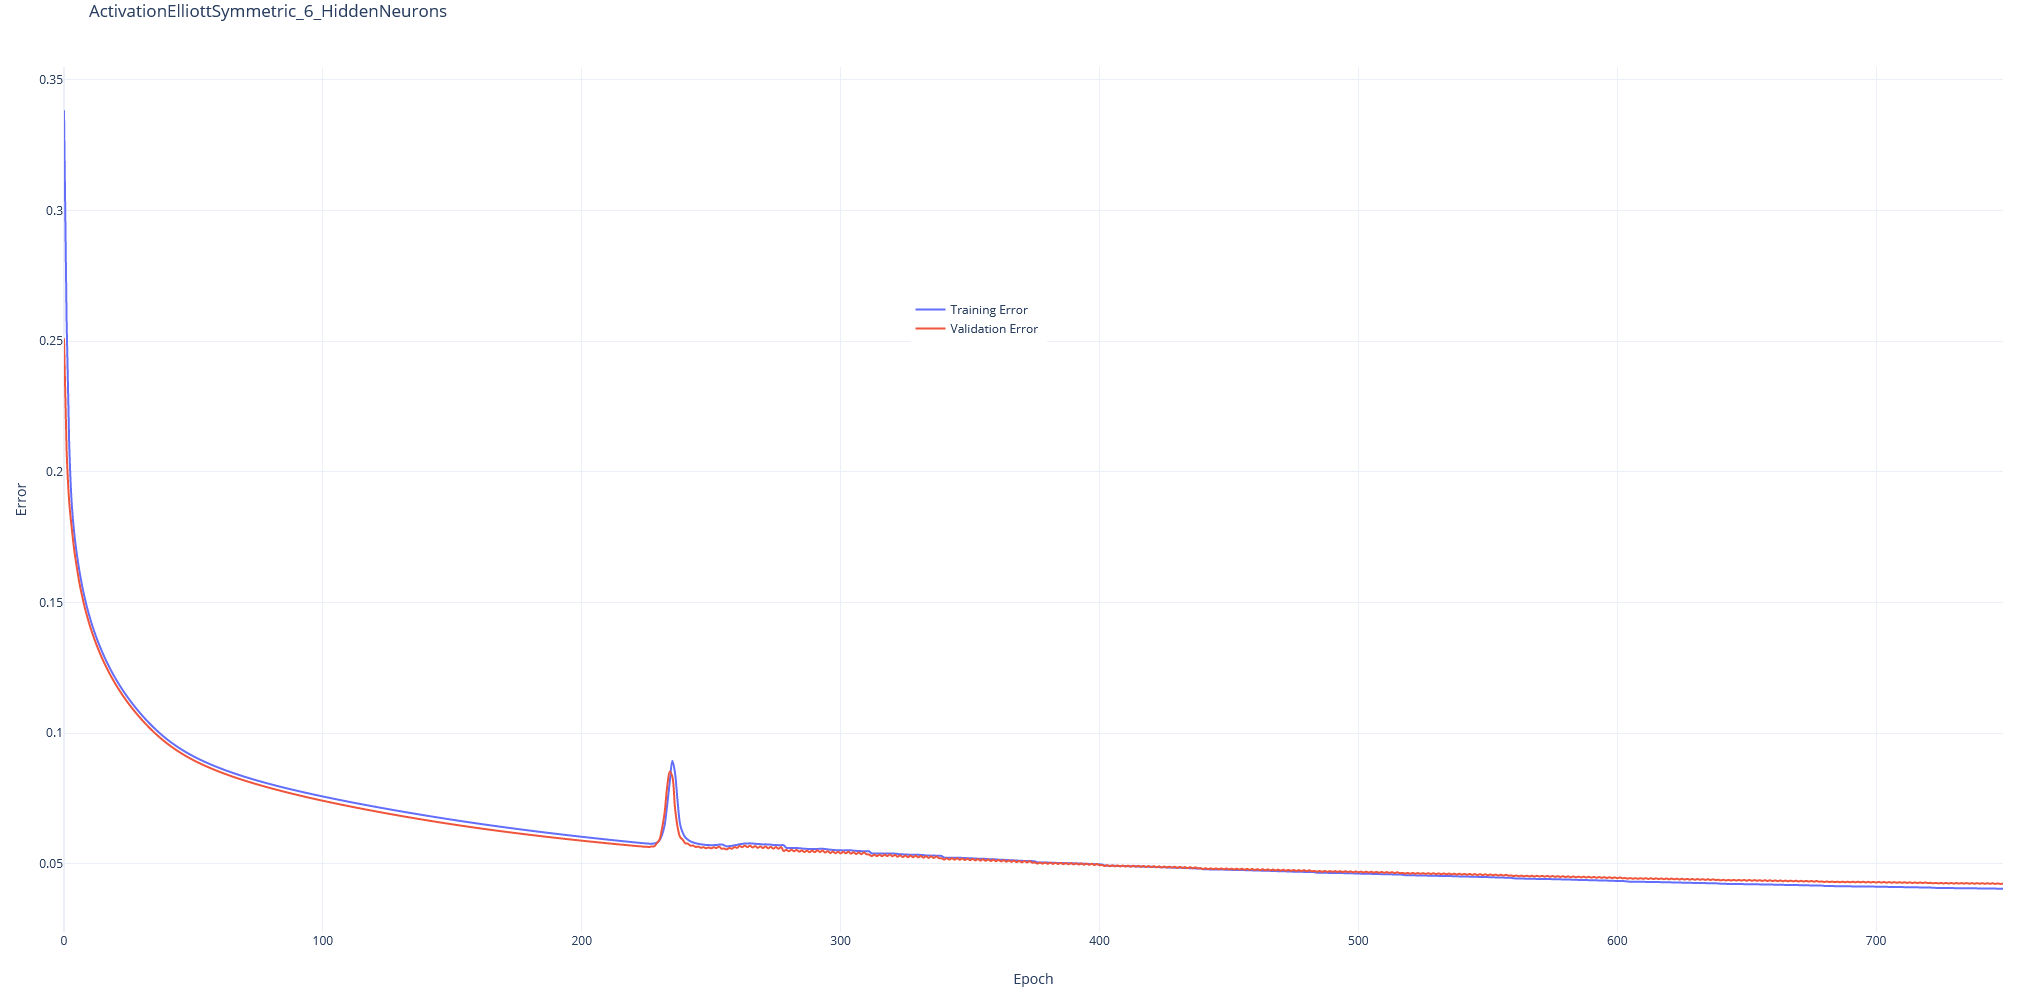 ActivationElliottSymmetric_6_HiddenNeurons
0.35
0.3
0.25
0.2
0.15
0.1
0.05
Error
Training Error
Validation Error
0 100 200 300 400 500 600 700
Epoch